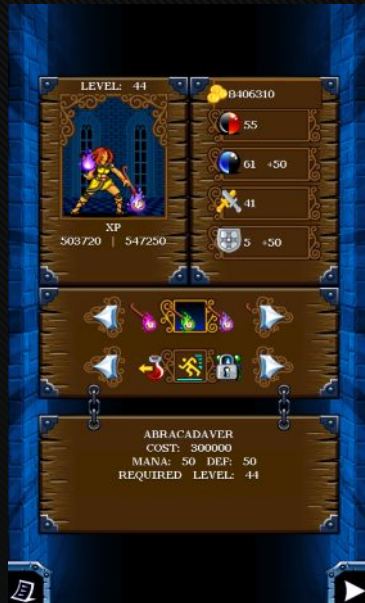 LEVEL: 44
XP
503720 | 547250
8406310
55
61 +50
41
5 +50
ABRACADAVER
COST: 300000
MANA: 50 DEF: 50
REQUIRED LEVEL: 44